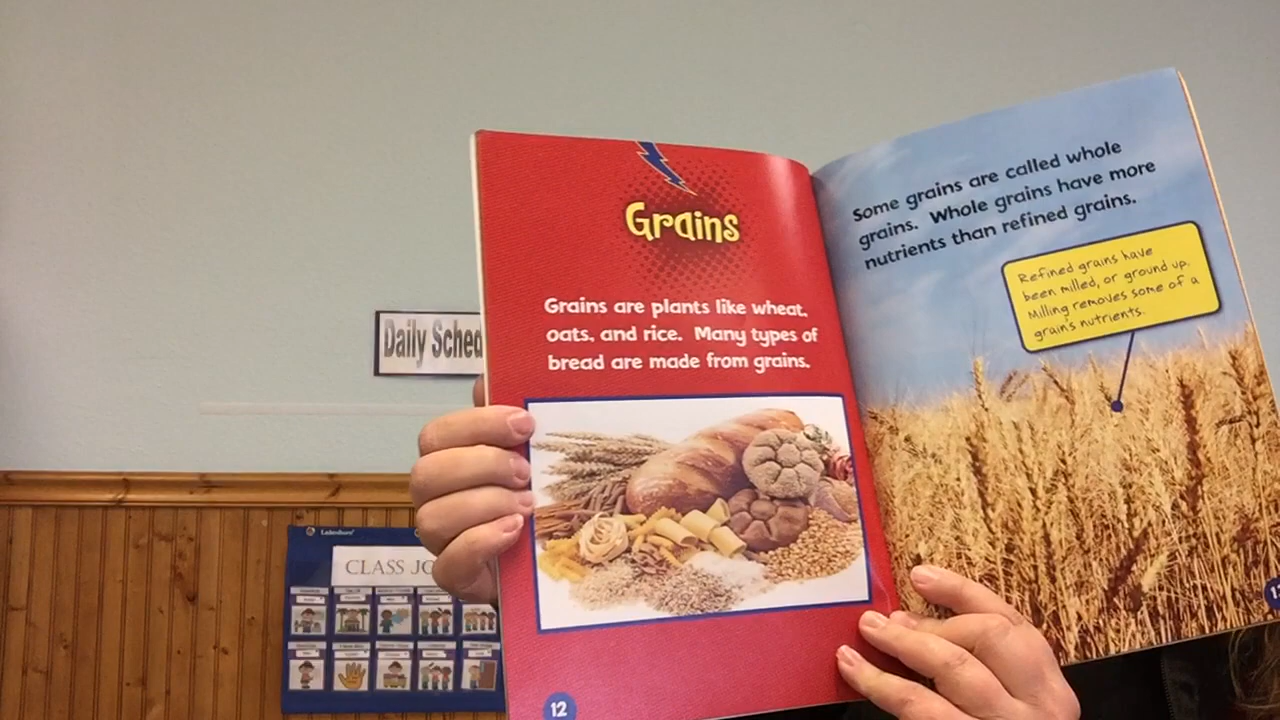 Grains
Grains are plants like wheat,
oats, and rice. Many types of
bread are made from grains.
12
Some grains are called whole
grains. Whole grains have more
nutrients than refined grains.
Refined grains have
been milled, or ground up.
Milling removes some of a
grain's nutrients.
Daily Sched
Lakeshore
CLASS JO